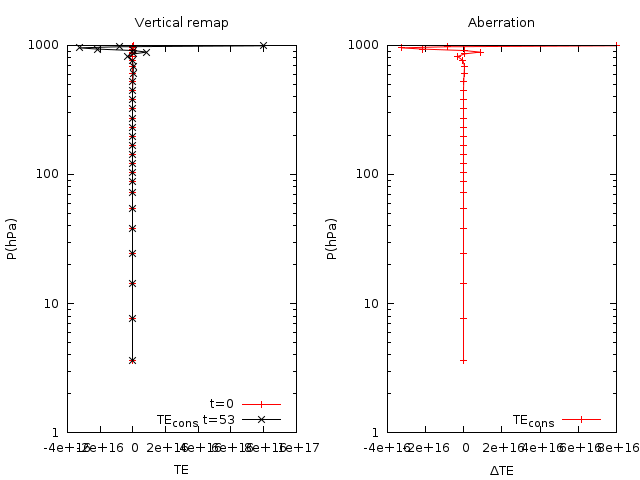 Vertical remap
Aberration
1000
100
10
1
P(hPa)
t=0
TEcons t=53
-4e+16 -2e+16 0 2e+16 4e+16 6e+16 8e+16 1e+17
TE
1000
100
10
1
P(hPa)
TEcons
-4e+16 -2e+16 0 2e+16 4e+16 6e+16 8e+16
ΔTE